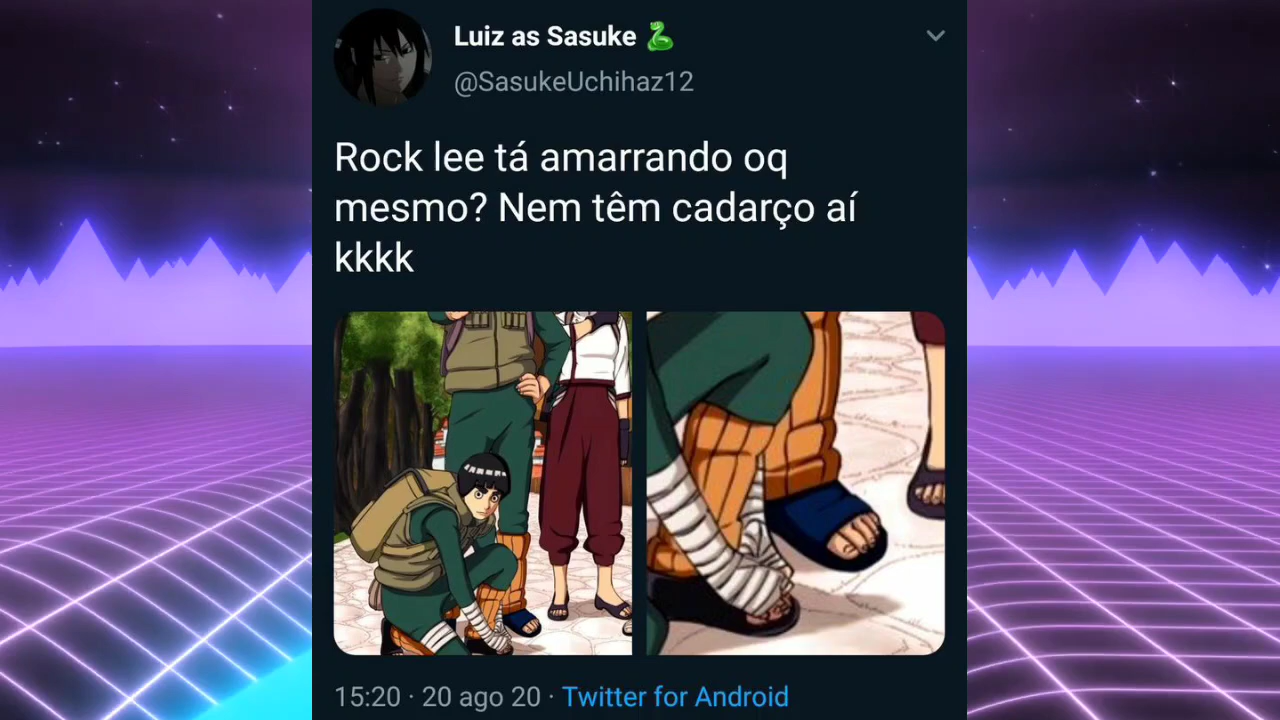 Luiz as Sasuke 🐍
@SasukeUchihaz12
Rock lee tá amarrando oq
mesmo? Nem têm cadarço aí
kkkk
15:20 · 20 ago 20 · Twitter for Android